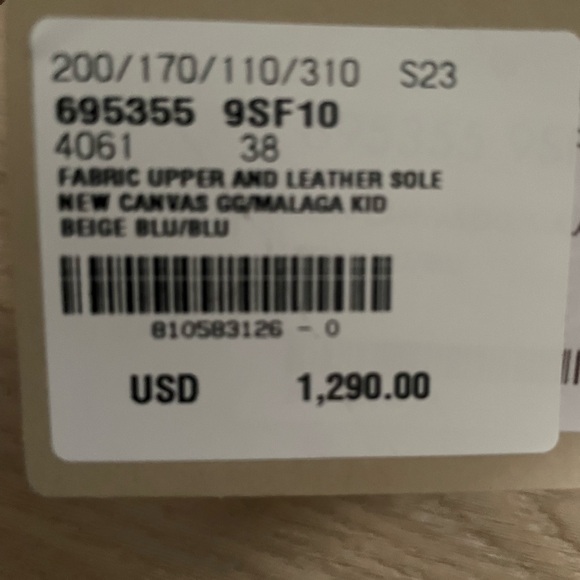 200/170/110/310 S23
695355 9SF10
4061 38
FABRIC UPPER AND LEATHER SOLE
NEW CANVAS GG/MALAGA KID
BEIGE BLU/BLU
810583126 - 0
USD 1,290.00